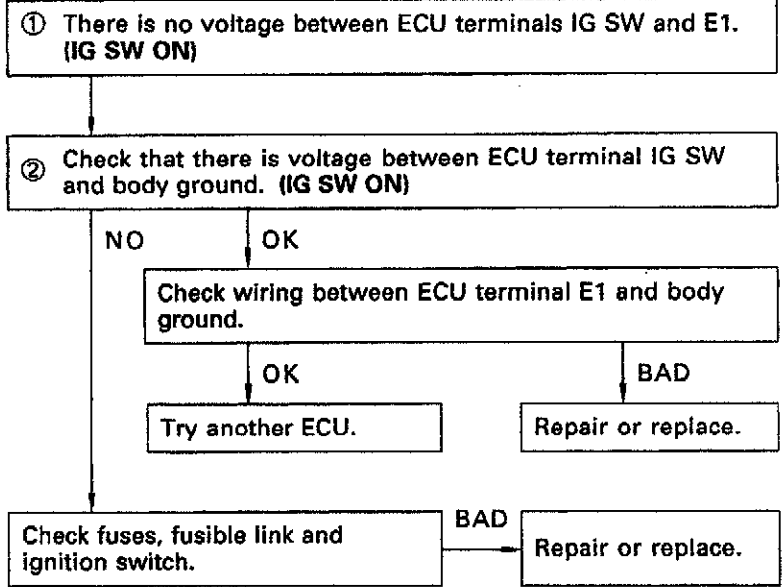 ① There is no voltage between ECU terminals IG SW and E1.
(IG SW ON)
② Check that there is voltage between ECU terminal IG SW
and body ground. (IG SW ON)
NO
OK
Check wiring between ECU terminal E1 and body
ground.
OK
BAD
Try another ECU.
Repair or replace.
Check fuses, fusible link and
ignition switch.
BAD
Repair or replace.